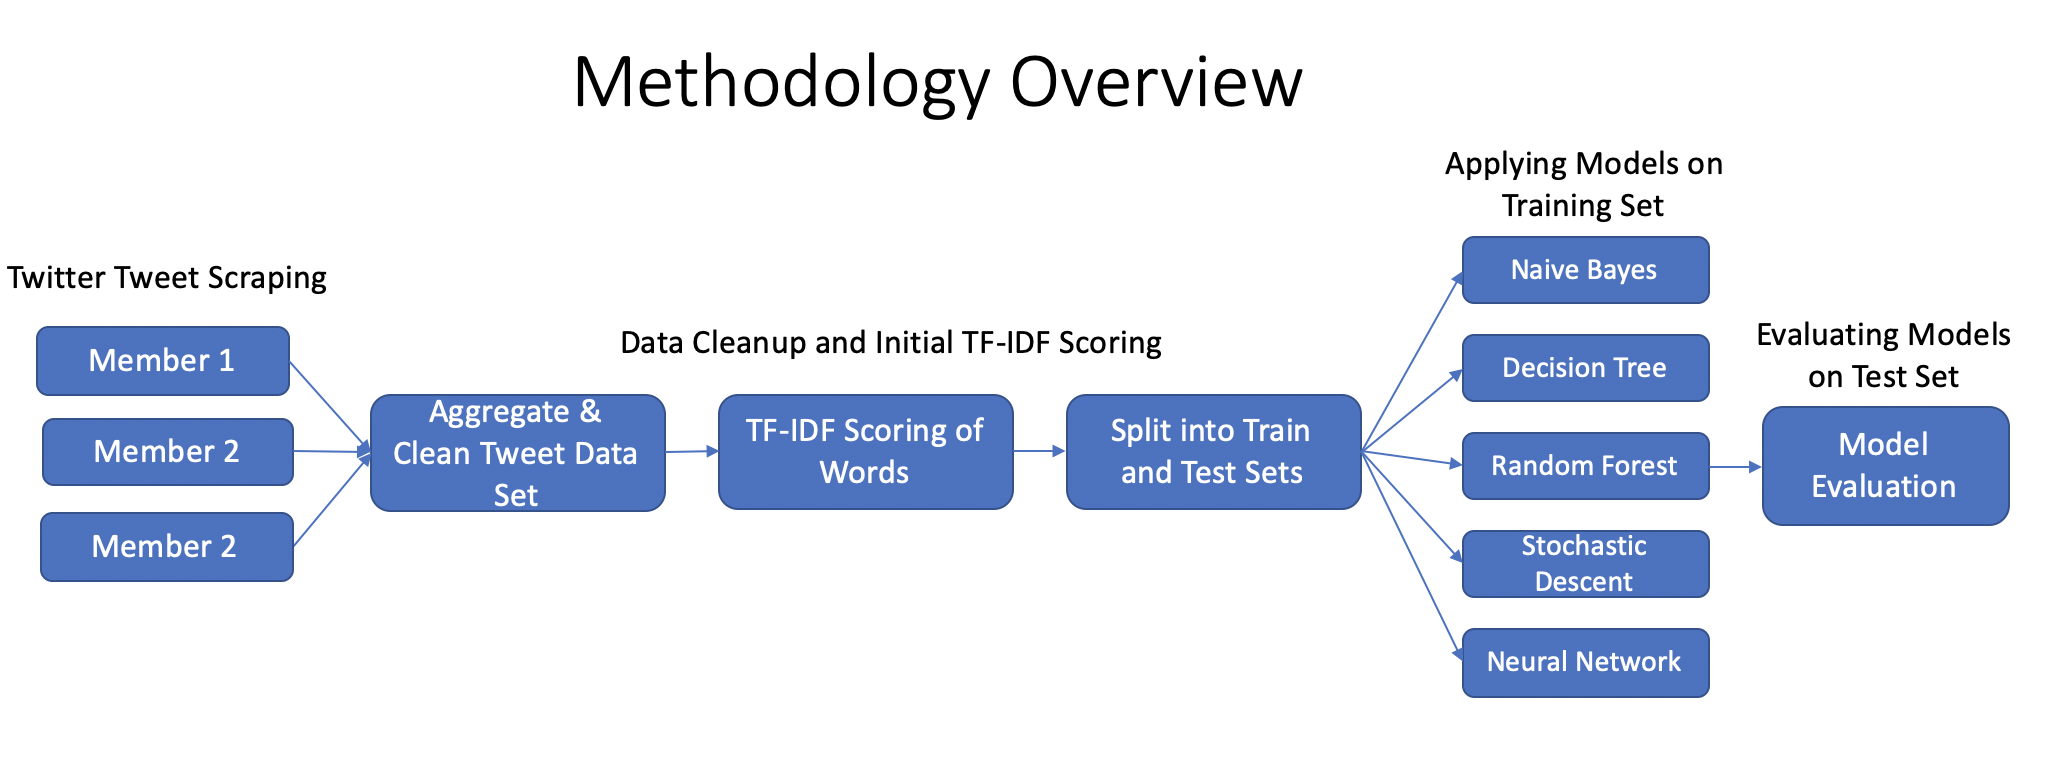 Methodology Overview
Twitter Tweet Scraping
Member 1
Member 2
Member 2
Aggregate &
Clean Tweet Data
Set
Data Cleanup and Initial TF-IDF Scoring
TF-IDF Scoring of
Words
Split into Train
and Test Sets
Applying Models on
Training Set
Naive Bayes
Decision Tree
Random Forest
Stochastic
Descent
Neural Network
Evaluating Models
on Test Set
Model
Evaluation